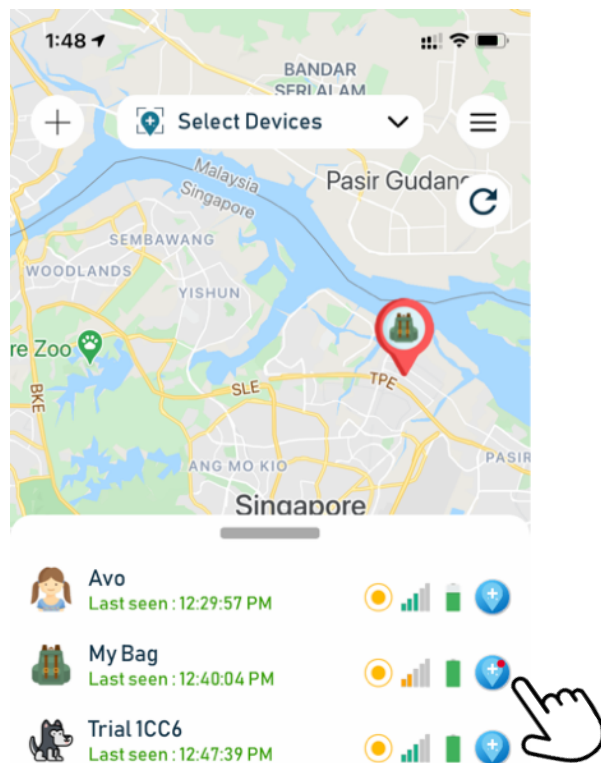 1:48
BANDAR
SERI ALAM
Select Devices
Malaysia
Singapore
Pasir Gudang
SEMBAWANG
WOODLANDS
YISHUN
re Zoo
BKE
SLE
TPE
ANG MO KIO
PASIR
Singapore
Avo
Last seen : 12:29:57 PM
My Bag
Last seen : 12:40:04 PM
Trial 1CC6
Last seen : 12:47:39 PM